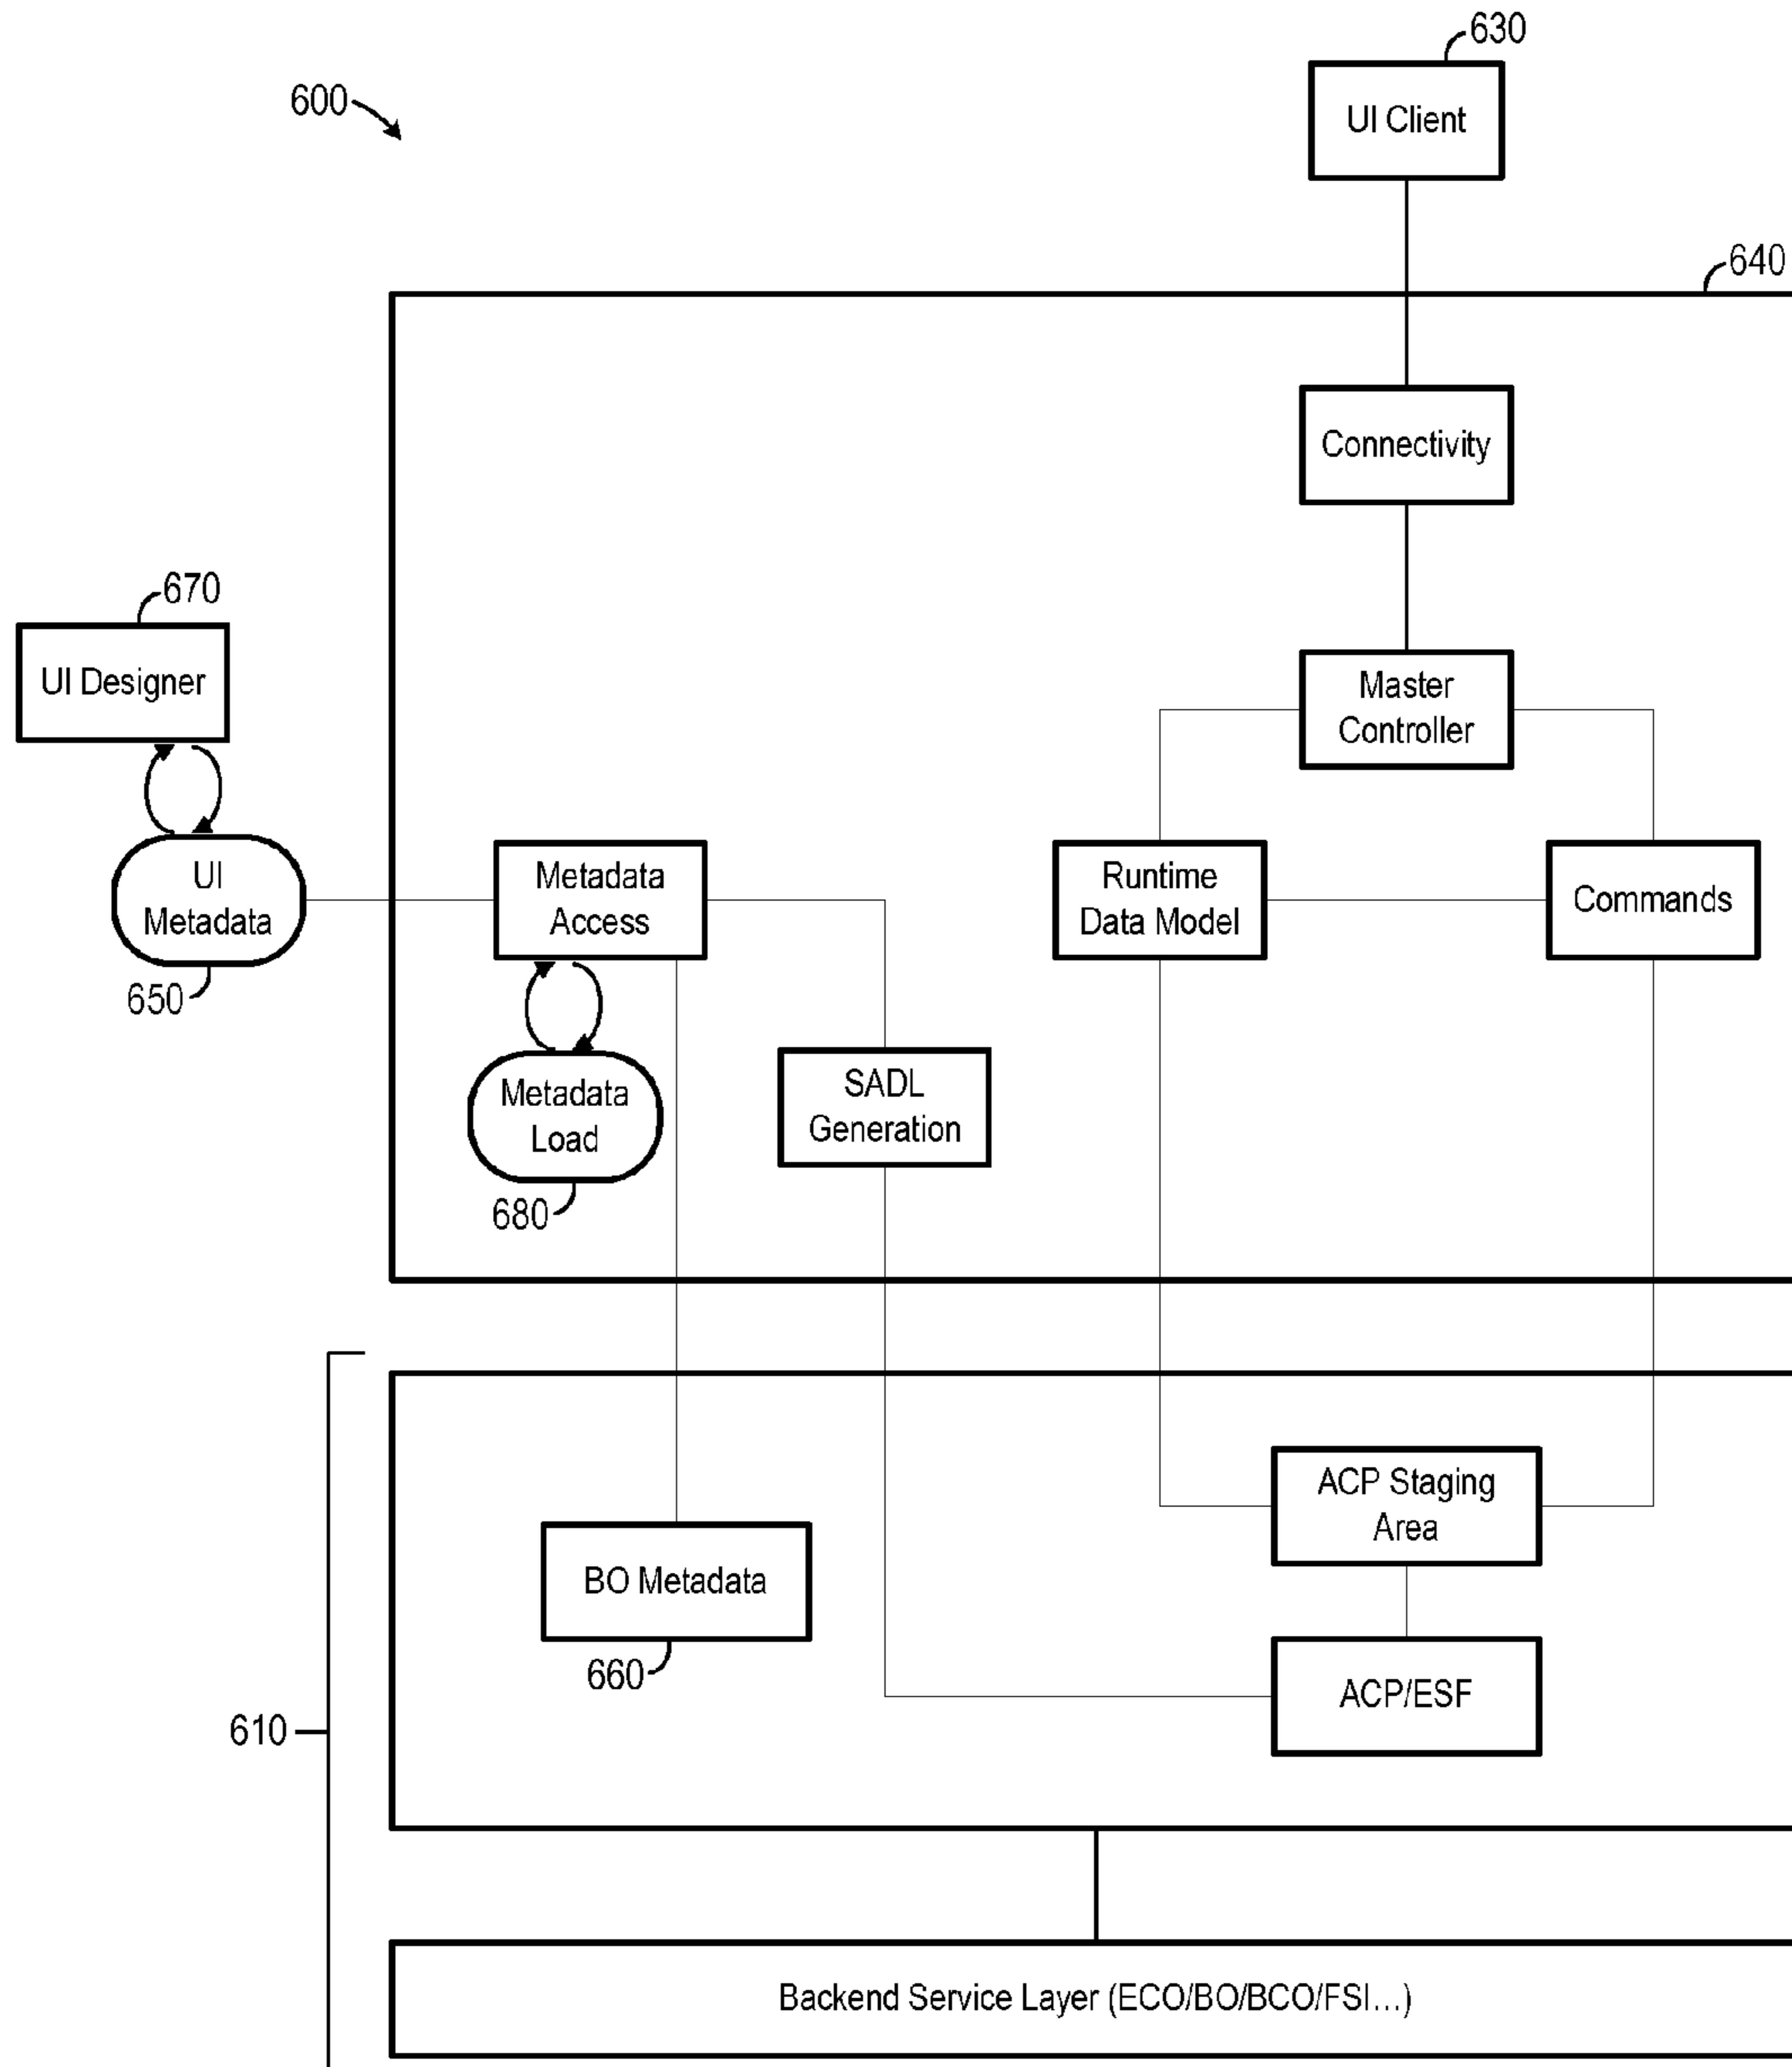 630
600
UI Client
640
Connectivity
670
UI Designer
Master
Controller
UI
Metadata
Metadata
Access
Runtime
Data Model
Commands
650
Metadata
Load
SADL
Generation
680
ACP Staging
Area
BO Metadata
660
ACP/ESF
610
Backend Service Layer (ECO/BO/BCO/FSI...)